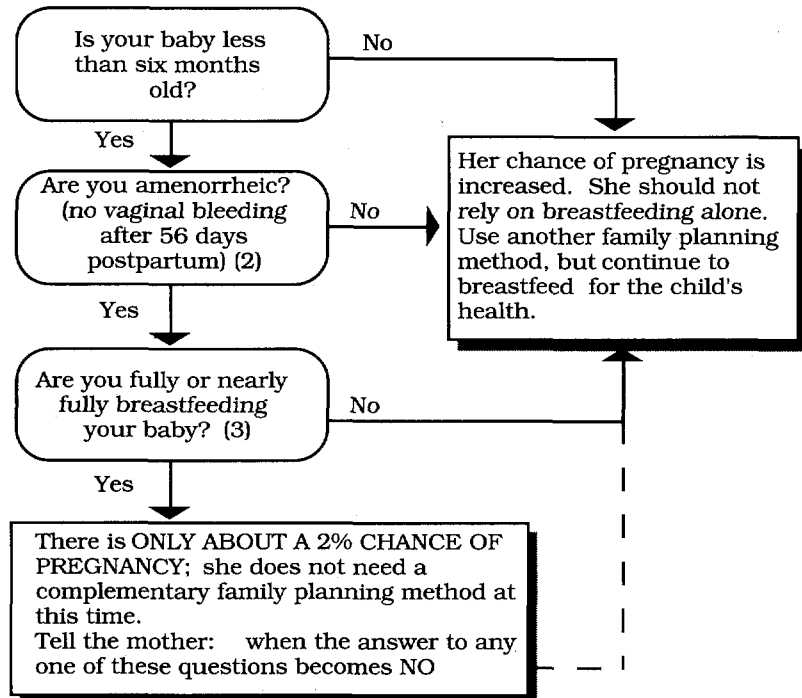 Is your baby less
than six months
old?
No
Yes
Are you amenorrheic?
(no vaginal bleeding
after 56 days
postpartum) (2)
No
Her chance of pregnancy is
increased. She should not
rely on breastfeeding alone.
Use another family planning
method, but continue to
breastfeed for the child's
health.
Yes
Are you fully or nearly
fully breastfeeding
your baby? (3)
No
Yes
There is ONLY ABOUT A 2% CHANCE OF
PREGNANCY; she does not need a
complementary family planning method at
this time.
Tell the mother: when the answer to any
one of these questions becomes NO